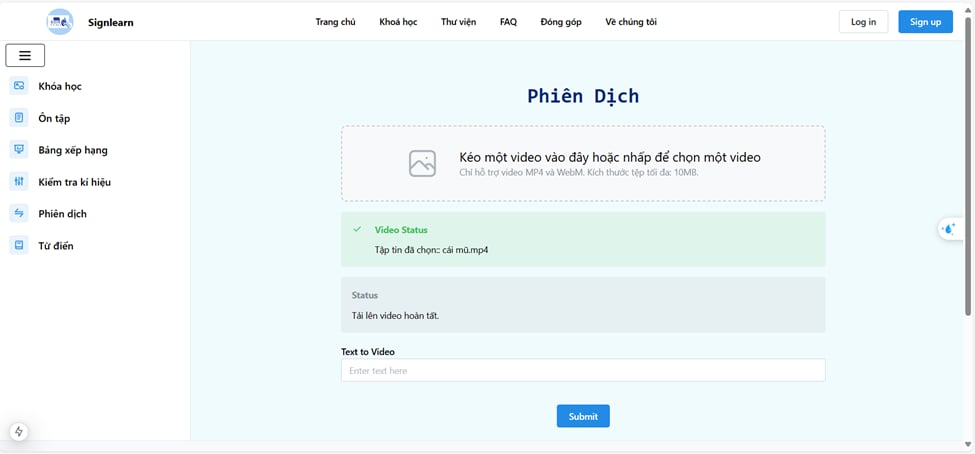 Signlearn
Trang chủ
Khoá học
Thư viện
FAQ
Đóng góp
Về chúng tôi
Log in
Sign up
Khóa học
Ôn tập
Bảng xếp hạng
Kiểm tra kí hiệu
Phiên dịch
Từ điển
Phiên Dịch
Kéo một video vào đây hoặc nhấp để chọn một video
Chỉ hỗ trợ video MP4 và WebM. Kích thước tệp tối đa: 10MB.
Video Status
Tập tin đã chọn:: cái mũ.mp4
Status
Tải lên video hoàn tất.
Text to Video
Enter text here
Submit